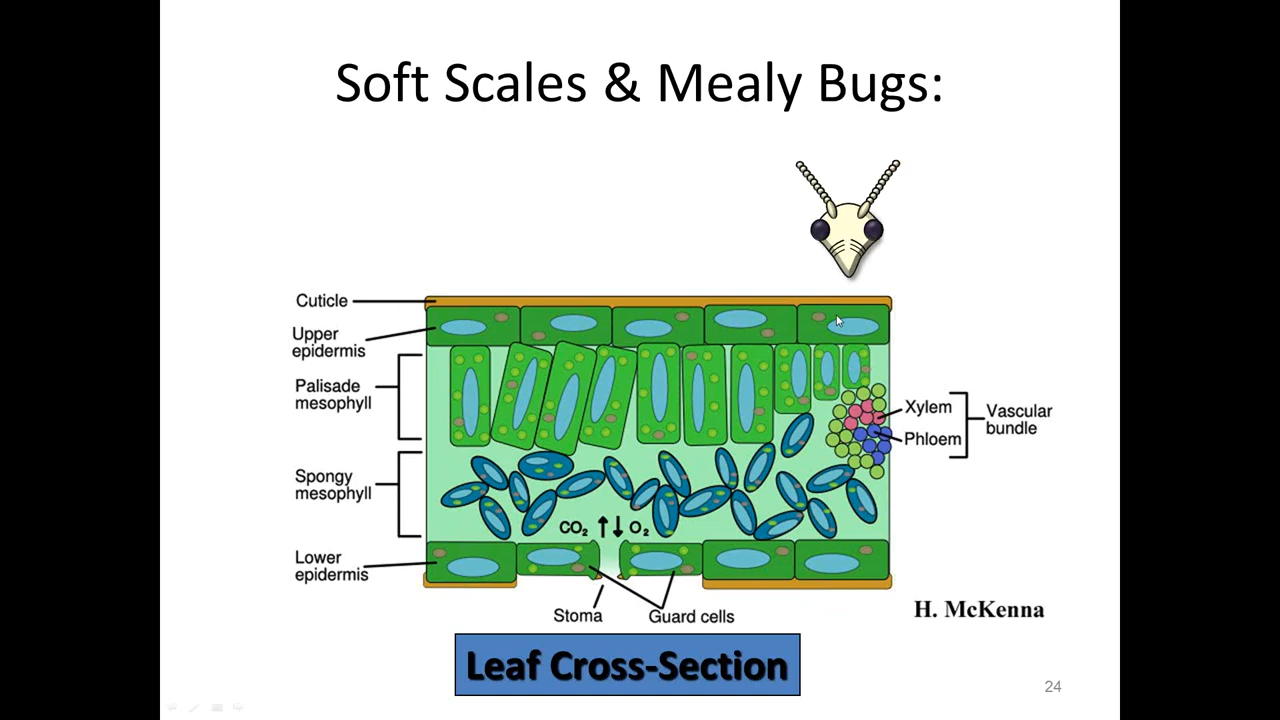 Soft Scales & Mealy Bugs:
Cuticle
Upper
epidermis
Palisade
mesophyll
Xylem
Phloem
Vascular
bundle
Spongy
mesophyll
CO₂
O₂
Lower
epidermis
Stoma
Guard cells
H. McKenna
Leaf Cross-Section
24